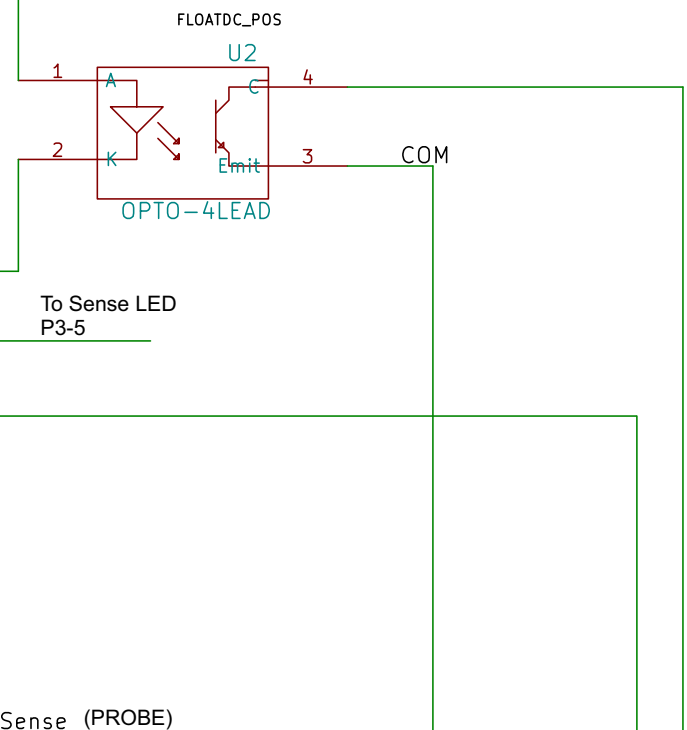 FLOATDC_POS
U2
1
A
C
4
2
K
Emit
3
COM
OPTO-4LEAD
To Sense LED
P3-5
Sense (PROBE)